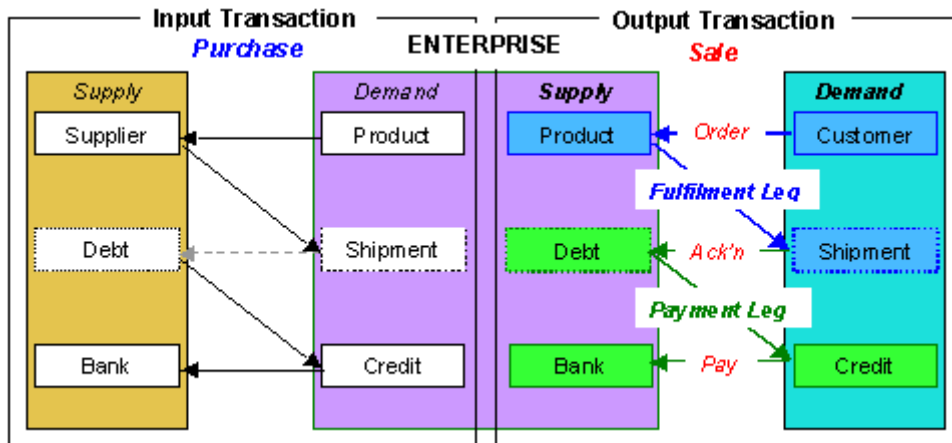 Input Transaction
Purchase
ENTERPRISE
Output Transaction
Sale
Supply
Demand
Supply
Demand
Supplier
Product
Product
Order
Customer
Fulfilment Leg
Debt
Shipment
Debt
Ack'n
Shipment
Payment Leg
Bank
Credit
Bank
Pay
Credit